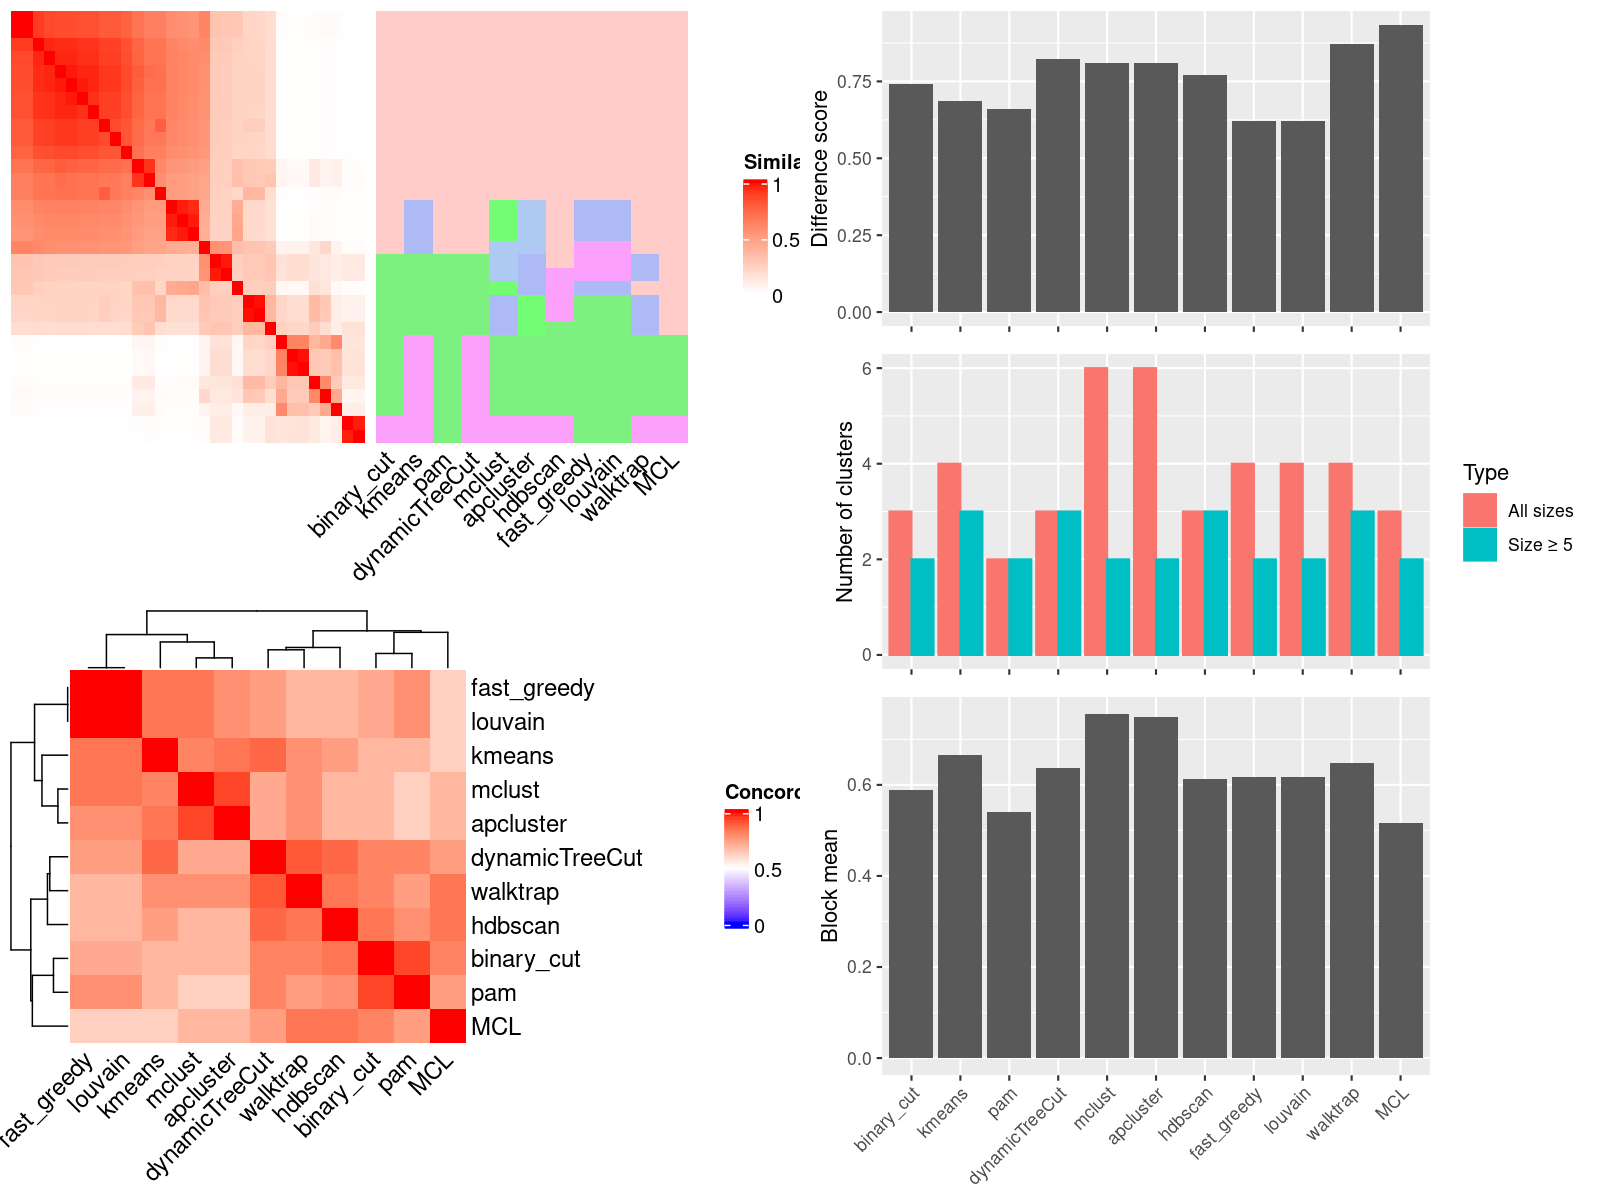 Simila
1
0.5
0
binary_cut
kmeans
pam
dynamicTreeCut
mclust
apcluster
hdbscan
fast_greedy
louvain
walktrap
MCL
fast_greedy
louvain
kmeans
mclust
apcluster
dynamicTreeCut
walktrap
hdbscan
binary_cut
pam
MCL
fast_greedy
louvain
kmeans
mclust
apcluster
dynamicTreeCut
walktrap
hdbscan
binary_cut
pam
MCL
Concord
1
0.5
0
Difference score
0.75
0.50
0.25
0.00
Number of clusters
6
4
2
0
Type
All sizes
Size ≥ 5
Block mean
0.6
0.4
0.2
0.0
binary_cut
kmeans
pam
dynamicTreeCut
mclust
apcluster
hdbscan
fast_greedy
louvain
walktrap
MCL